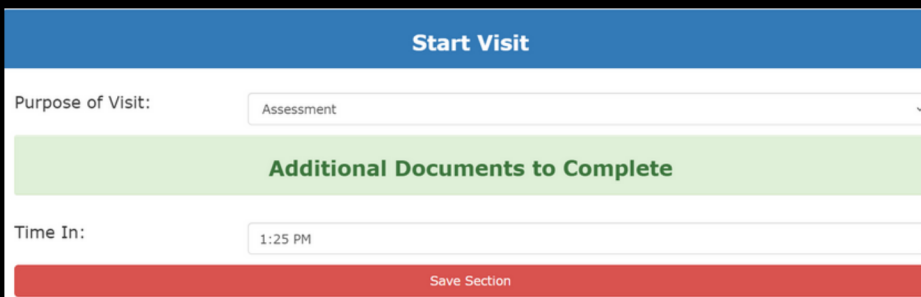 Start Visit
Purpose of Visit:
Assessment
Additional Documents to Complete
Time In:
1:25 PM
Save Section